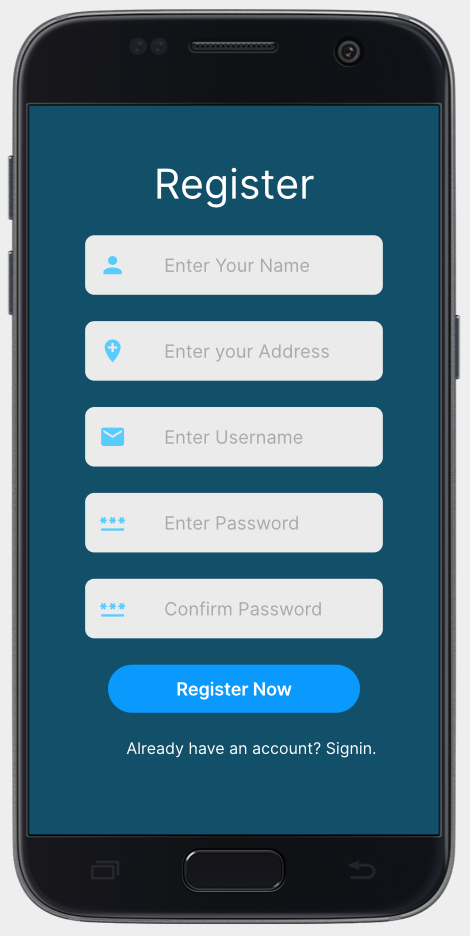 Register
Enter Your Name
Enter your Address
Enter Username
Enter Password
Confirm Password
Register Now
Already have an account? Signin.